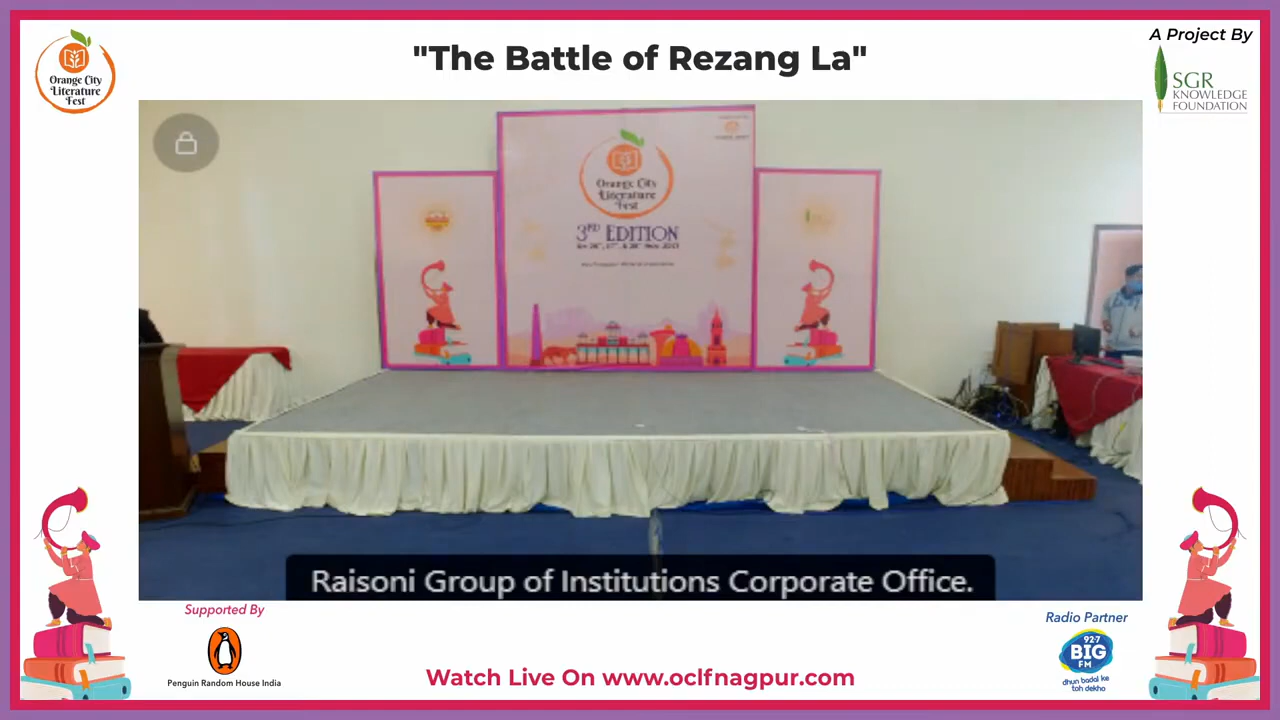 "The Battle of Rezang La"
A Project By
Orange City
Literature
Fest
SGR
KNOWLEDGE
FOUNDATION
Orange City
Literature
Fest
3RD EDITION
Raisoni Group of Institutions Corporate Office.
Supported By
Penguin Random House India
Radio Partner
92.7
BIG
FM
dhun badal ke
toh dekho
Watch Live On www.oclfnagpur.com